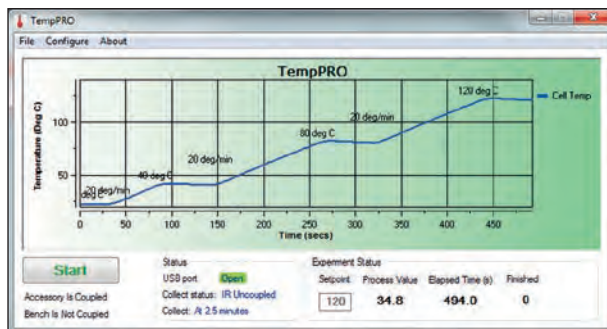 TempPRO
File Configure About
TempPRO
120 deg C
Cell Temp
20 deg/min
80 deg C
20 deg/min
40 deg C
20 deg/min
deg C
Temperature (Deg C)
100
50
0 50 100 150 200 250 300 350 400 450
Time (secs)
Start
Accessory Is Coupled
Bench Is Not Coupled
Status
USB port Open
Collect status: IR Uncoupled
Collect: At 2.5 minutes
Experiment Status
Setpoint Process Value Elapsed Time (s) Finished
120 34.8 494.0 0